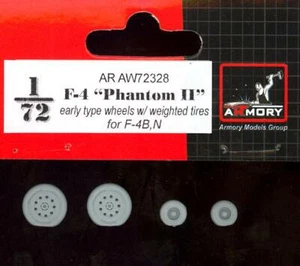 AR AW72328
1/72
F-4 “Phantom II”
early type wheels w/ weighted tires
for F-4B,N
ARMORY
Armory Models Group